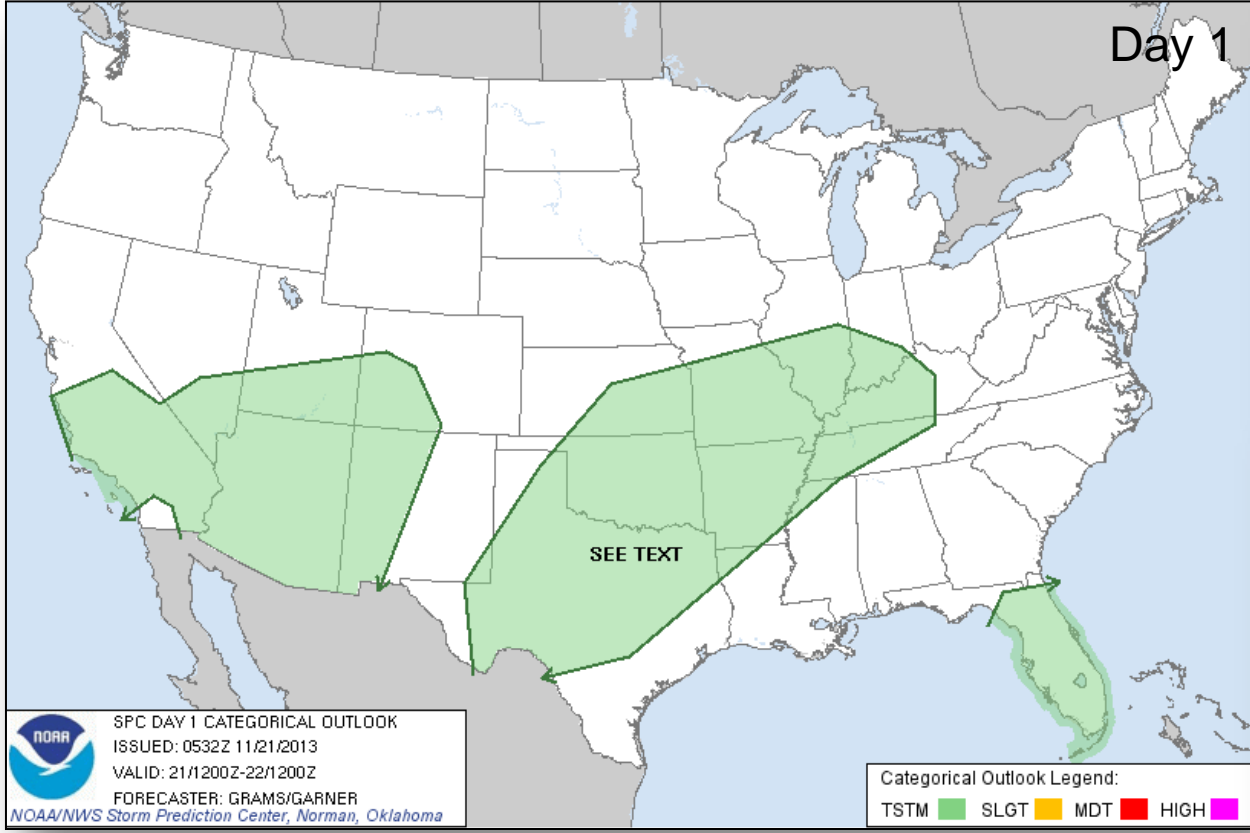 Day 1
SEE TEXT
NOAA
SPC DAY 1 CATEGORICAL OUTLOOK
ISSUED: 0532Z 11/21/2013
VALID: 21/1200Z-22/1200Z
FORECASTER: GRAMS/GARNER
NOAA/NWS Storm Prediction Center, Norman, Oklahoma
Categorical Outlook Legend:
TSTM SLGT MDT HIGH